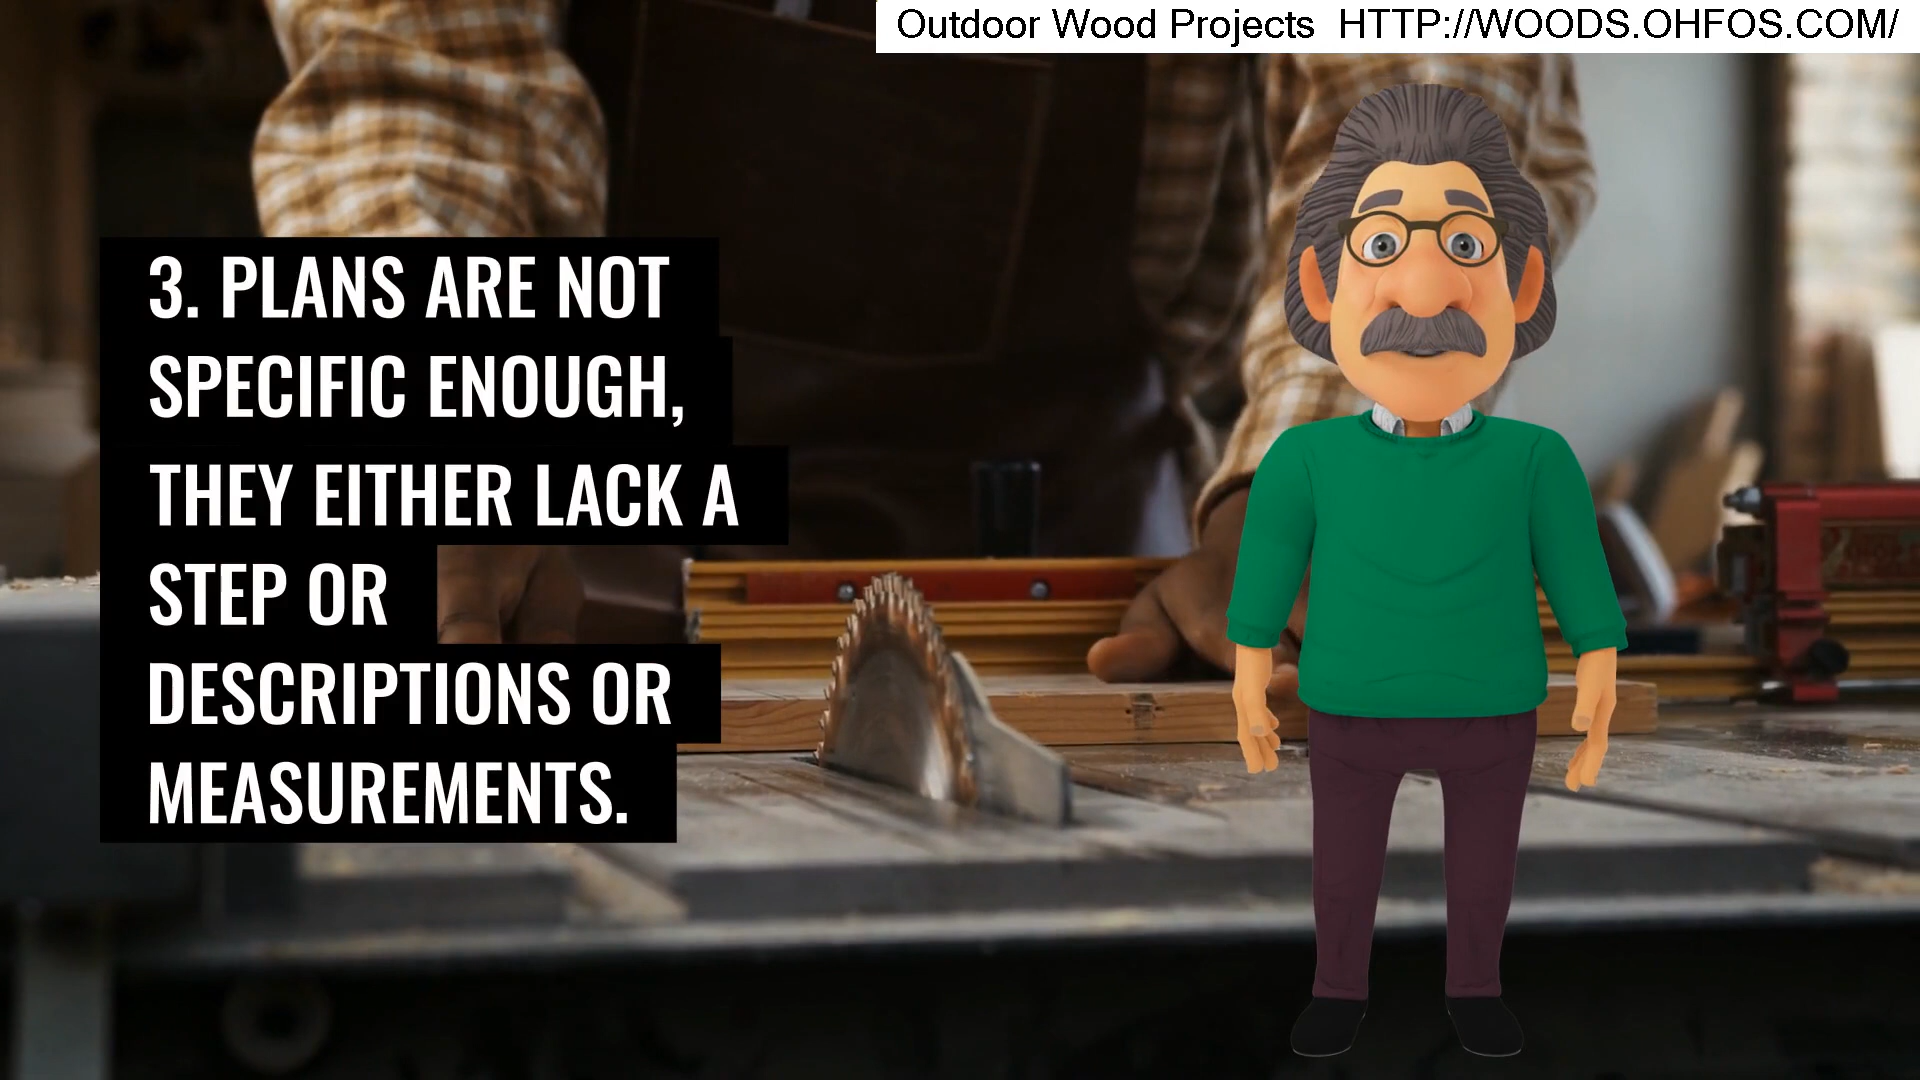 Outdoor Wood Projects  HTTP://WOODS.OHFOS.COM/
3. PLANS ARE NOT
SPECIFIC ENOUGH,
THEY EITHER LACK A
STEP OR
DESCRIPTIONS OR
MEASUREMENTS.